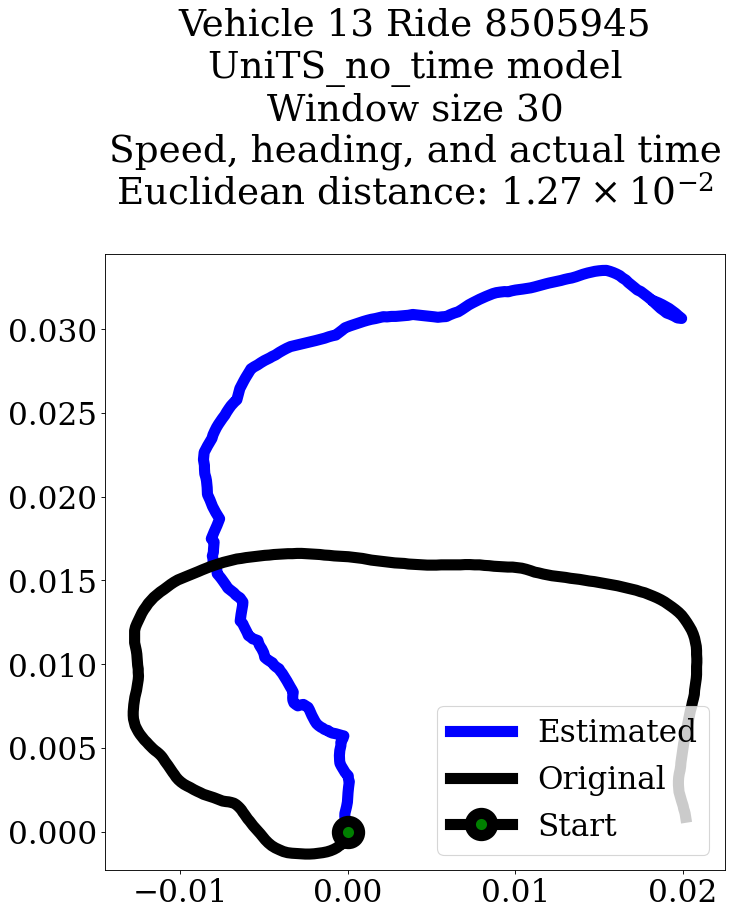 Vehicle 13 Ride 8505945
UniTS_no_time model
Window size 30
Speed, heading, and actual time
Euclidean distance: 1.27 × 10⁻²
0.030
0.025
0.020
0.015
0.010
0.005
0.000
−0.01 0.00 0.01 0.02
Estimated
Original
Start